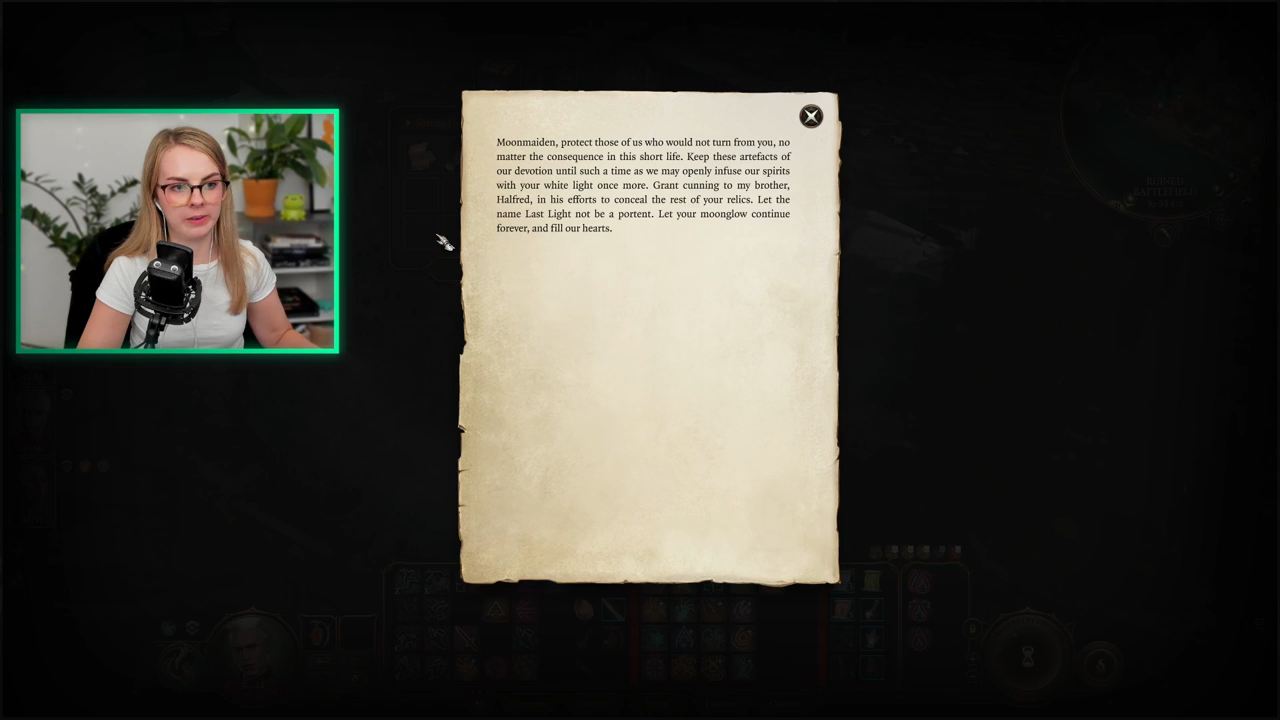 Moonmaiden, protect those of us who would not turn from you, no
matter the consequence in this short life. Keep these artefacts of
our devotion until such a time as we may openly infuse our spirits
with your white light once more. Grant cunning to my brother,
Halfred, in his efforts to conceal the rest of your relics. Let the
name Last Light not be a portent. Let your moonglow continue
forever, and fill our hearts.
RUINED
BATTLEFIELD